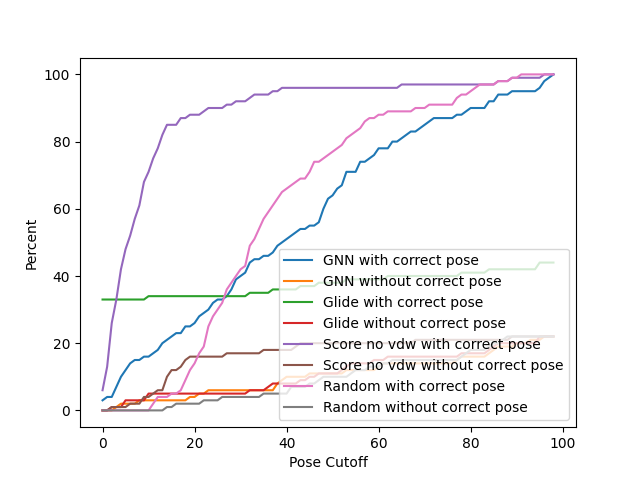 100
80
60
40
20
0
Percent
GNN with correct pose
GNN without correct pose
Glide with correct pose
Glide without correct pose
Score no vdw with correct pose
Score no vdw without correct pose
Random with correct pose
Random without correct pose
0 20 40 60 80 100
Pose Cutoff